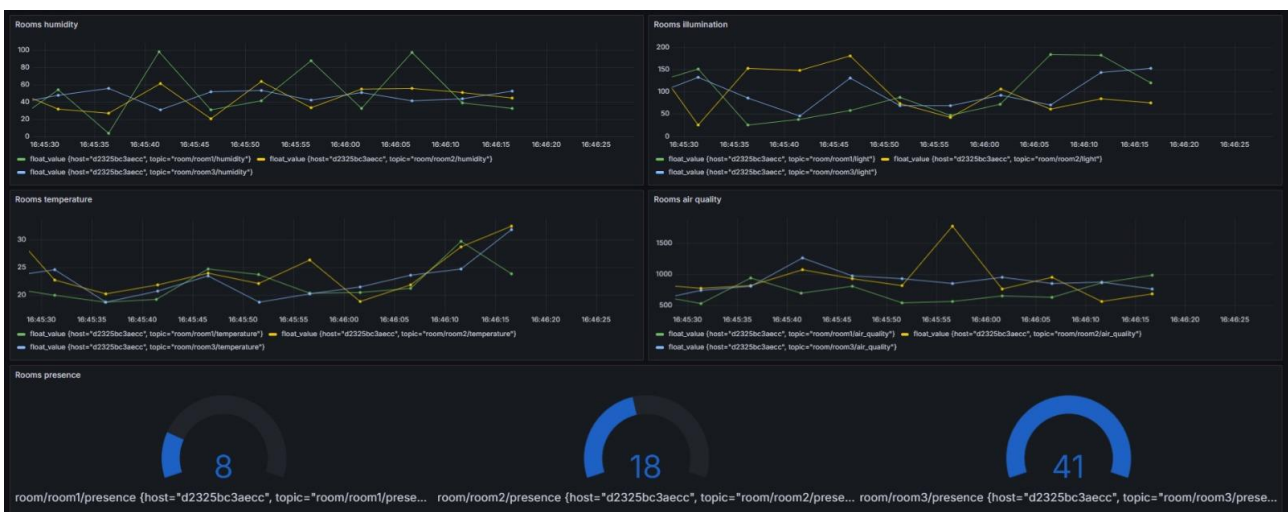 Rooms humidity
100
80
60
40
20
0
16:45:30 16:45:35 16:45:40 16:45:45 16:45:50 16:45:55 16:46:00 16:46:05 16:46:10 16:46:15 16:46:20 16:46:25
float_value {host="d2325bc3aecc", topic="room/room1/humidity"} float_value {host="d2325bc3aecc", topic="room/room2/humidity"}
float_value {host="d2325bc3aecc", topic="room/room3/humidity"}
Rooms illumination
200
150
100
50
0
16:45:30 16:45:35 16:45:40 16:45:45 16:45:50 16:45:55 16:46:00 16:46:05 16:46:10 16:46:15 16:46:20 16:46:25
float_value {host="d2325bc3aecc", topic="room/room1/light"} float_value {host="d2325bc3aecc", topic="room/room2/light"}
float_value {host="d2325bc3aecc", topic="room/room3/light"}
Rooms temperature
30
25
20
16:45:30 16:45:35 16:45:40 16:45:45 16:45:50 16:45:55 16:46:00 16:46:05 16:46:10 16:46:15 16:46:20 16:46:25
float_value {host="d2325bc3aecc", topic="room/room1/temperature"} float_value {host="d2325bc3aecc", topic="room/room2/temperature"}
float_value {host="d2325bc3aecc", topic="room/room3/temperature"}
Rooms air quality
1500
1000
500
16:45:30 16:45:35 16:45:40 16:45:45 16:45:50 16:45:55 16:46:00 16:46:05 16:46:10 16:46:15 16:46:20 16:46:25
float_value {host="d2325bc3aecc", topic="room/room1/air_quality"} float_value {host="d2325bc3aecc", topic="room/room2/air_quality"}
float_value {host="d2325bc3aecc", topic="room/room3/air_quality"}
Rooms presence
8
room/room1/presence {host="d2325bc3aecc", topic="room/room1/prese...
18
room/room2/presence {host="d2325bc3aecc", topic="room/room2/prese...
41
room/room3/presence {host="d2325bc3aecc", topic="room/room3/prese...